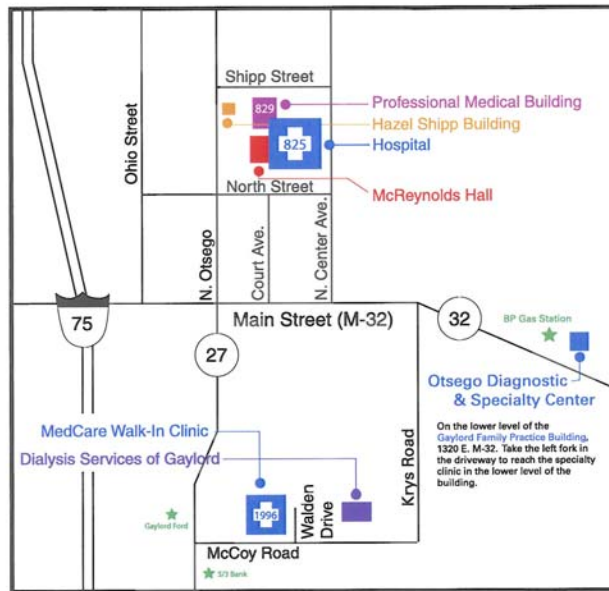 Shipp Street
829
Professional Medical Building
Hazel Shipp Building
825
Hospital
McReynolds Hall
North Street
Ohio Street
N. Otsego
Court Ave.
N. Center Ave.
75
Main Street (M-32)
27
32
BP Gas Station
Otsego Diagnostic
& Specialty Center
On the lower level of the
Gaylord Family Practice Building,
1320 E. M-32. Take the left fork in
the driveway to reach the specialty
clinic in the lower level of the
building.
MedCare Walk-In Clinic
Dialysis Services of Gaylord
Krys Road
1996
Walden
Drive
Gaylord Ford
McCoy Road
5/3 Bank